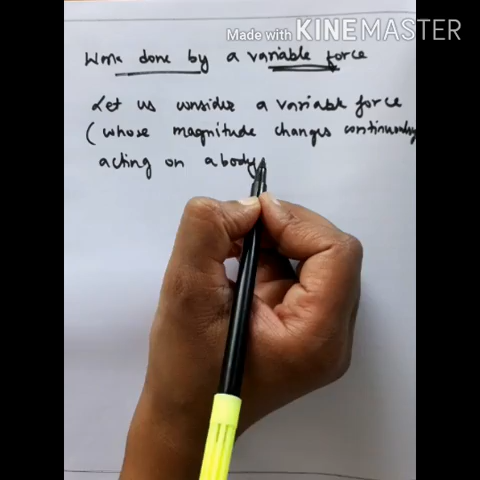 Made with KINEMASTER
Work done by a variable force
Let us consider a variable force
(whose magnitude changes continuously
acting on a body